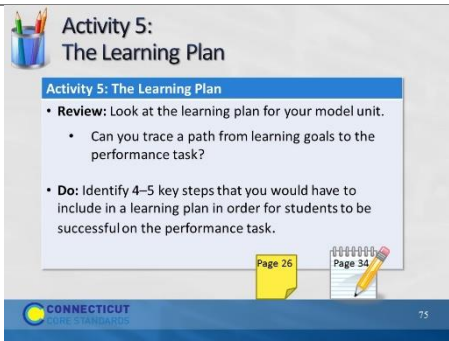 Activity 5:
The Learning Plan
Activity 5: The Learning Plan
• Review: Look at the learning plan for your model unit.
• Can you trace a path from learning goals to the
performance task?
• Do: Identify 4–5 key steps that you would have to
include in a learning plan in order for students to be
successful on the performance task.
Page 26
Page 34
CONNECTICUT
CORE STANDARDS
75